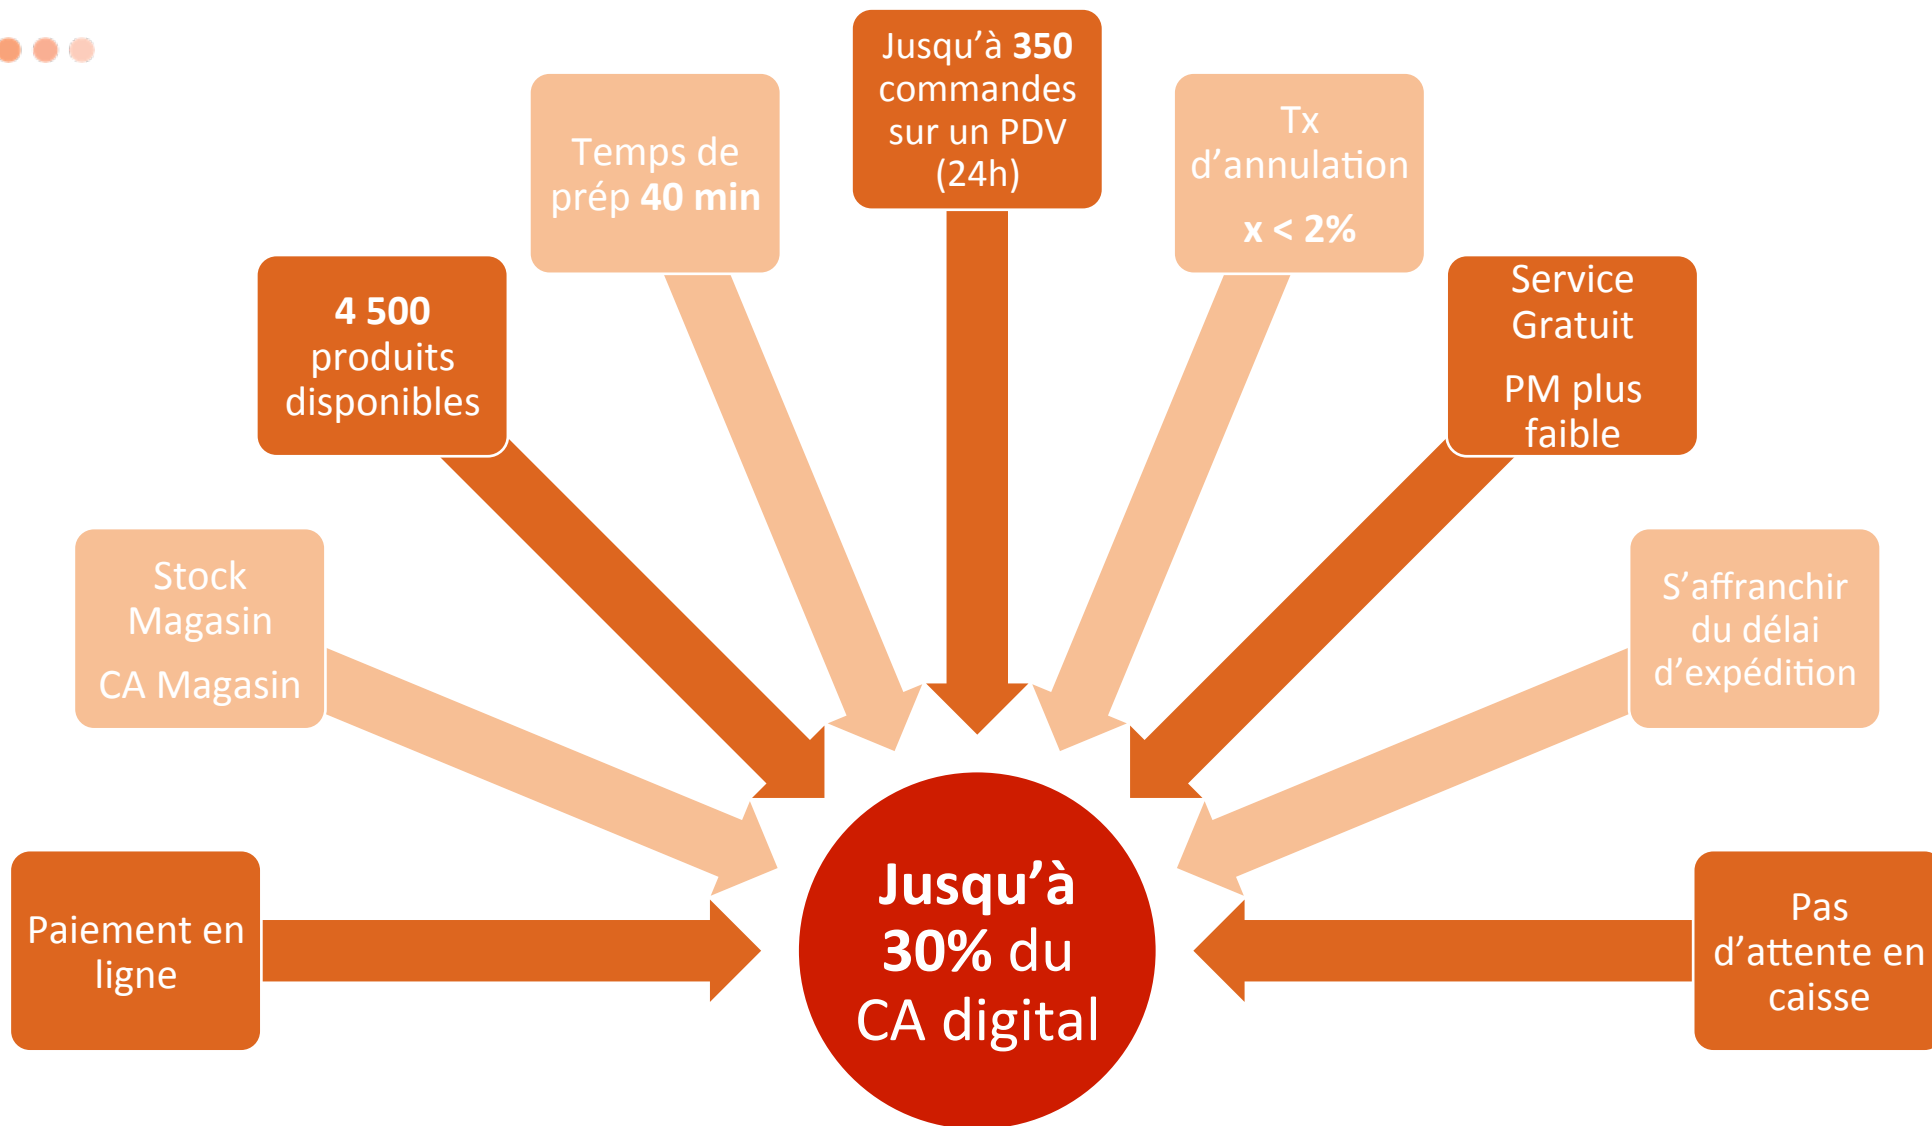 Jusqu’à 350
commandes
sur un PDV
(24h)
Temps de
prép 40 min
Tx
d’annulation
x < 2%
4 500
produits
disponibles
Service
Gratuit
PM plus
faible
Stock
Magasin
CA Magasin
S’affranchir
du délai
d’expédition
Paiement en
ligne
Jusqu’à
30% du
CA digital
Pas
d’attente en
caisse